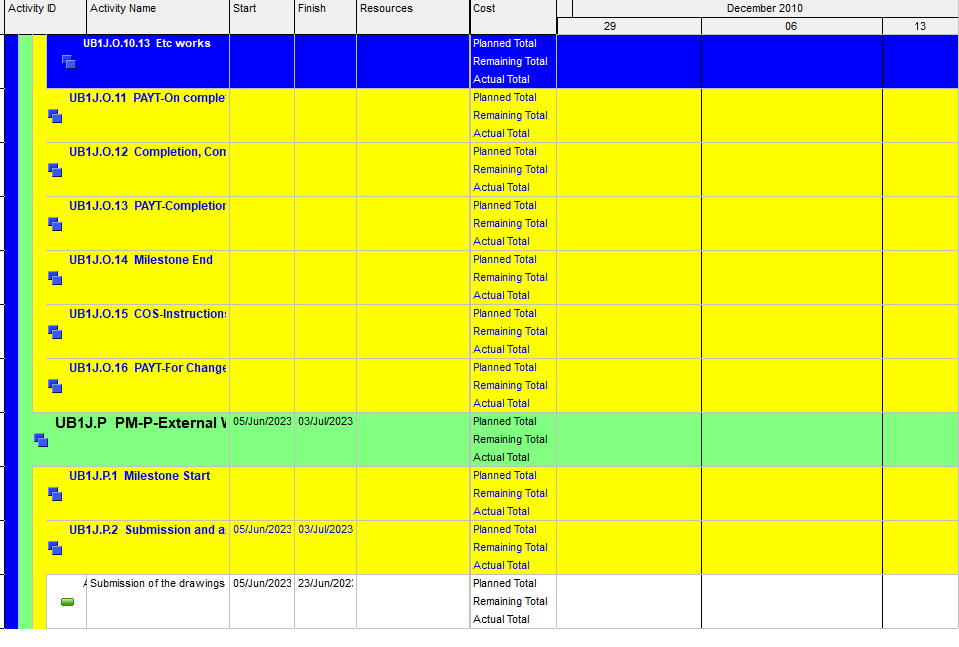 Activity ID Activity Name Start Finish Resources Cost December 2010
29 06 13
UB1J.O.10.13 Etc works Planned Total
Remaining Total
Actual Total
UB1J.O.11 PAYT-On comple Planned Total
Remaining Total
Actual Total
UB1J.O.12 Completion, Com Planned Total
Remaining Total
Actual Total
UB1J.O.13 PAYT-Completion Planned Total
Remaining Total
Actual Total
UB1J.O.14 Milestone End Planned Total
Remaining Total
Actual Total
UB1J.O.15 COS-Instructions Planned Total
Remaining Total
Actual Total
UB1J.O.16 PAYT-For Change Planned Total
Remaining Total
Actual Total
UB1J.P PM-P-External W 05/Jun/2023 03/Jul/2023 Planned Total
Remaining Total
Actual Total
UB1J.P.1 Milestone Start Planned Total
Remaining Total
Actual Total
UB1J.P.2 Submission and a 05/Jun/2023 03/Jul/2023 Planned Total
Remaining Total
Actual Total
A Submission of the drawings 05/Jun/2023 23/Jun/2023 Planned Total
Remaining Total
Actual Total